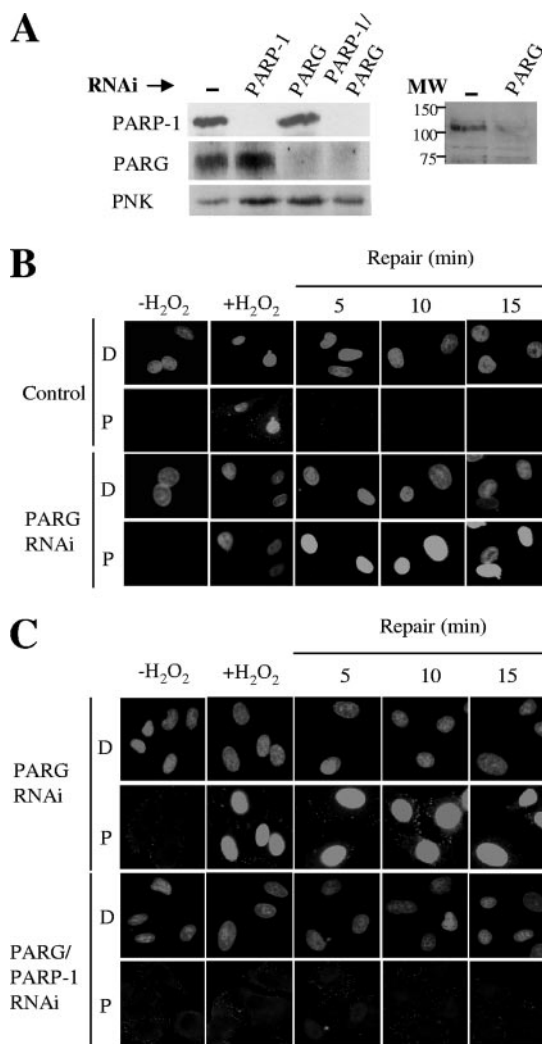 A
RNAi → – PARP-1 PARG PARP-1/ PARG
PARP-1
PARG
PNK
MW – PARG
150
100
75
B
Repair (min)
-H₂O₂ +H₂O₂ 5 10 15
Control
D
P
PARG
RNAi
D
P
C
Repair (min)
-H₂O₂ +H₂O₂ 5 10 15
PARG
RNAi
D
P
PARG/
PARP-1
RNAi
D
P